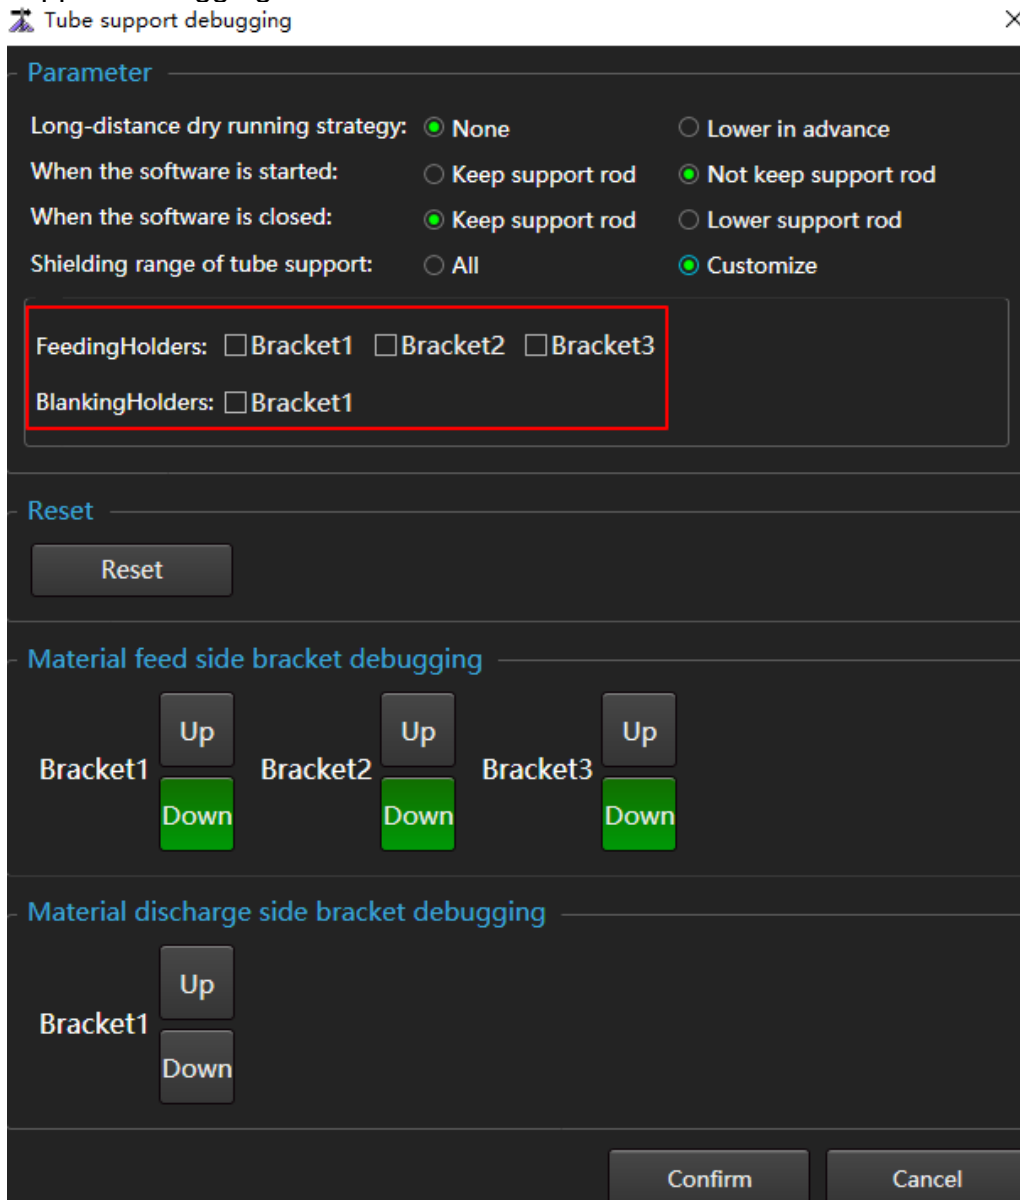 Tube support debugging
Parameter
Long-distance dry running strategy: None Lower in advance
When the software is started: Keep support rod Not keep support rod
When the software is closed: Keep support rod Lower support rod
Shielding range of tube support: All Customize
FeedingHolders: Bracket1 Bracket2 Bracket3
BlankingHolders: Bracket1
Reset
Reset
Material feed side bracket debugging
Up Up Up
Bracket1 Bracket2 Bracket3
Down Down Down
Material discharge side bracket debugging
Up
Bracket1
Down
Confirm Cancel